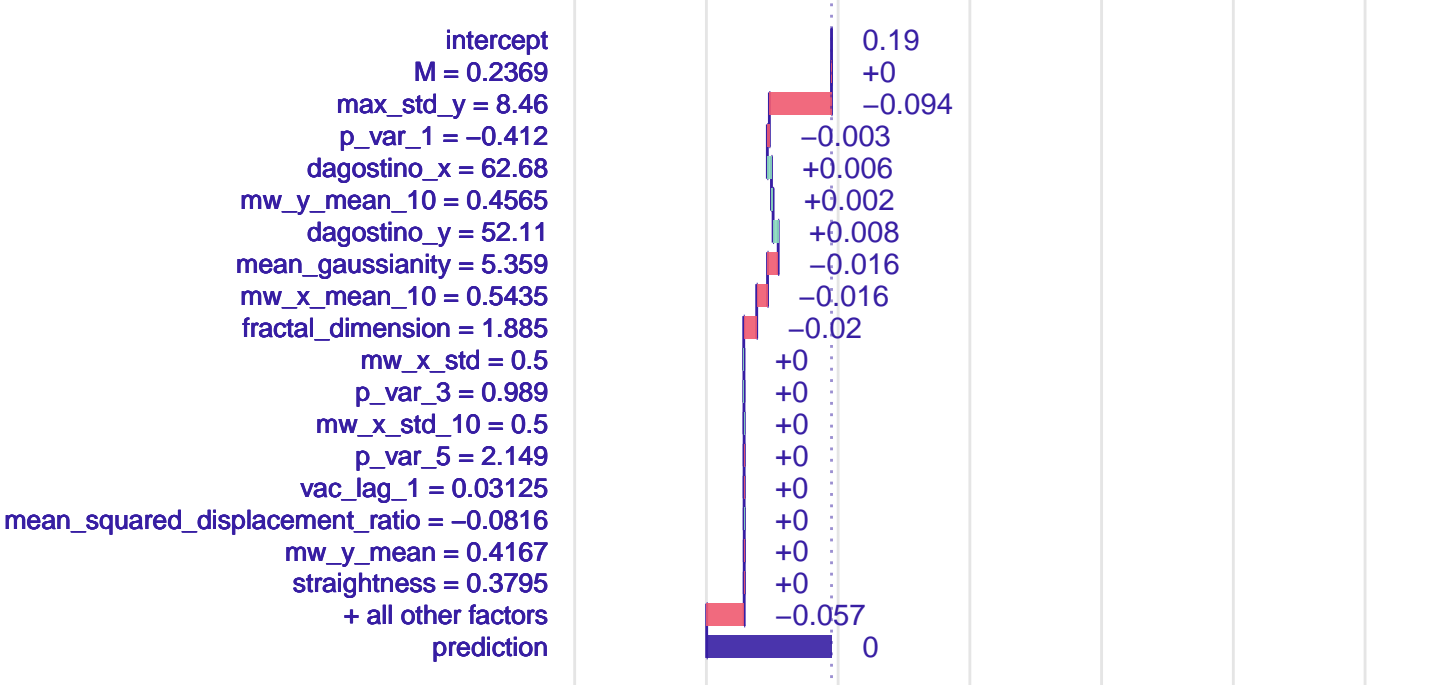 intercept 0.19
M = 0.2369 +0
max_std_y = 8.46 −0.094
p_var_1 = −0.412 −0.003
dagostino_x = 62.68 +0.006
mw_y_mean_10 = 0.4565 +0.002
dagostino_y = 52.11 +0.008
mean_gaussianity = 5.359 −0.016
mw_x_mean_10 = 0.5435 −0.016
fractal_dimension = 1.885 −0.02
mw_x_std = 0.5 +0
p_var_3 = 0.989 +0
mw_x_std_10 = 0.5 +0
p_var_5 = 2.149 +0
vac_lag_1 = 0.03125 +0
mean_squared_displacement_ratio = −0.0816 +0
mw_y_mean = 0.4167 +0
straightness = 0.3795 +0
+ all other factors −0.057
prediction 0